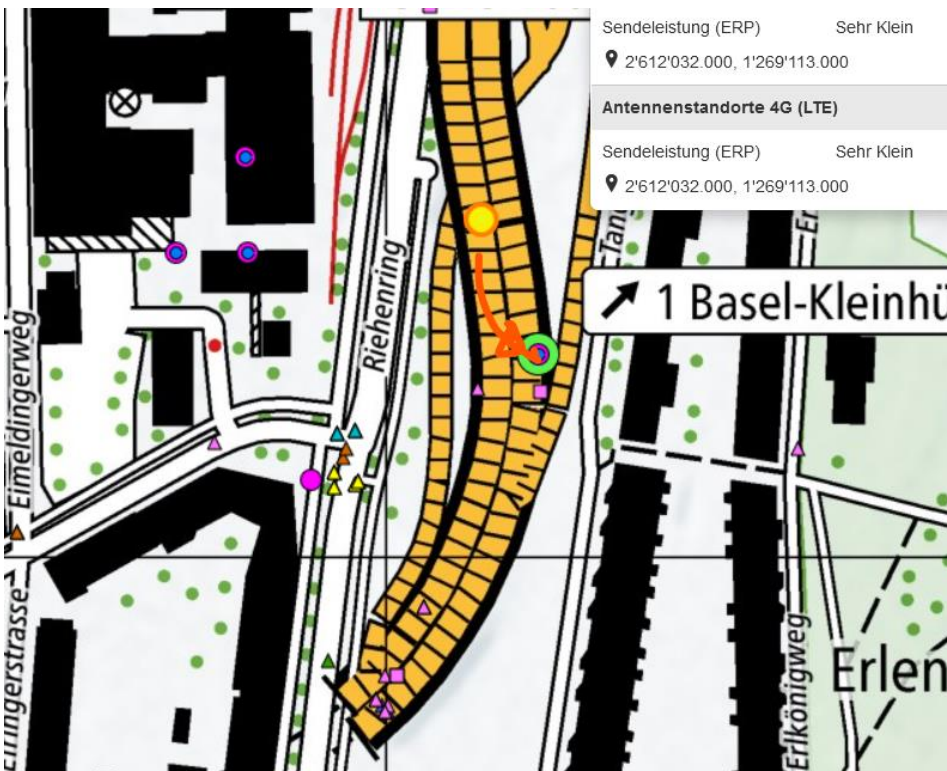 Sendeleistung (ERP) Sehr Klein
2'612'032.000, 1'269'113.000
Antennenstandorte 4G (LTE)
Sendeleistung (ERP) Sehr Klein
2'612'032.000, 1'269'113.000
Riehenring
1 Basel-Kleinhü
Eimeldingerweg
Erlkönigweg
Erlen